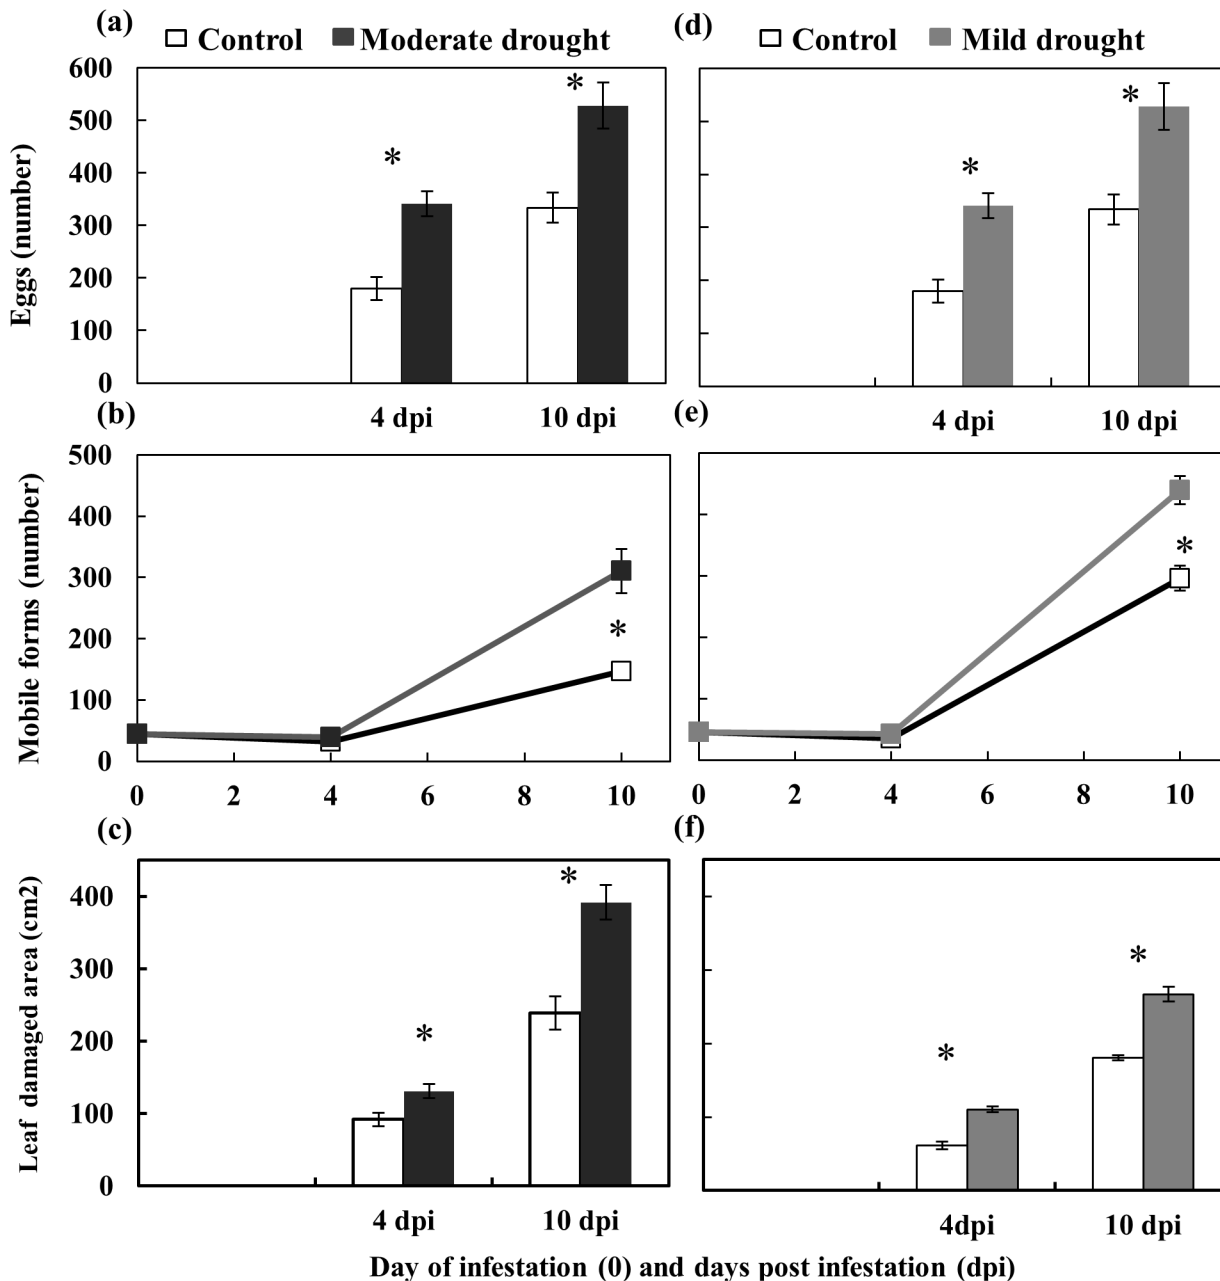 (a) Control Moderate drought
(d) Control Mild drought
Eggs (number)
600
500
400
300
200
100
0
* *
* *
4 dpi 10 dpi
4 dpi 10 dpi
(b)
(e)
Mobile forms (number)
500
400
300
200
100
0
*
*
0 2 4 6 8 10
0 2 4 6 8 10
(c)
(f)
Leaf damaged area (cm2)
400
300
200
100
0
* *
* *
4 dpi 10 dpi
4dpi 10 dpi
Day of infestation (0) and days post infestation (dpi)